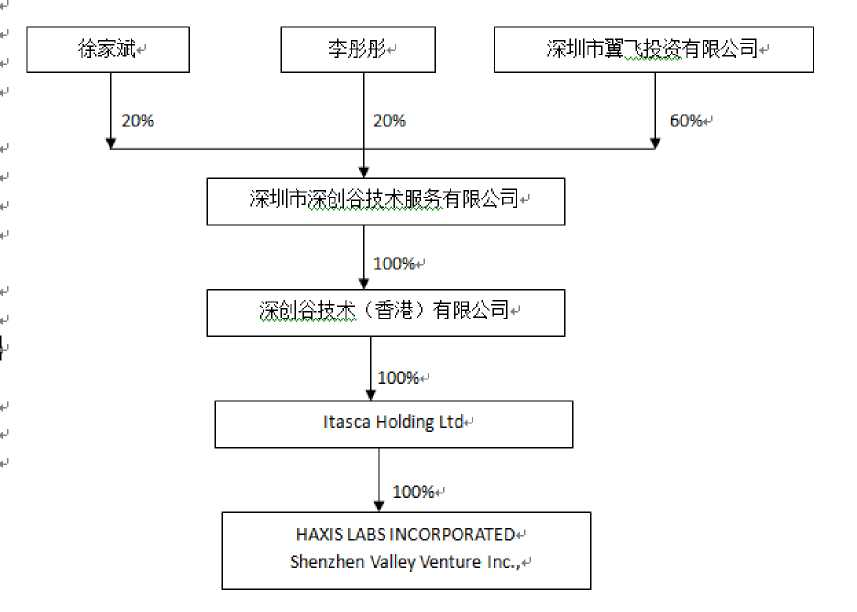 徐家斌
李彤彤
深圳市翼飞投资有限公司
20%
20%
60%
深圳市深创谷技术服务有限公司
100%
深创谷技术（香港）有限公司
100%
Itasca Holding Ltd
100%
HAXIS LABS INCORPORATED
Shenzhen Valley Venture Inc.,